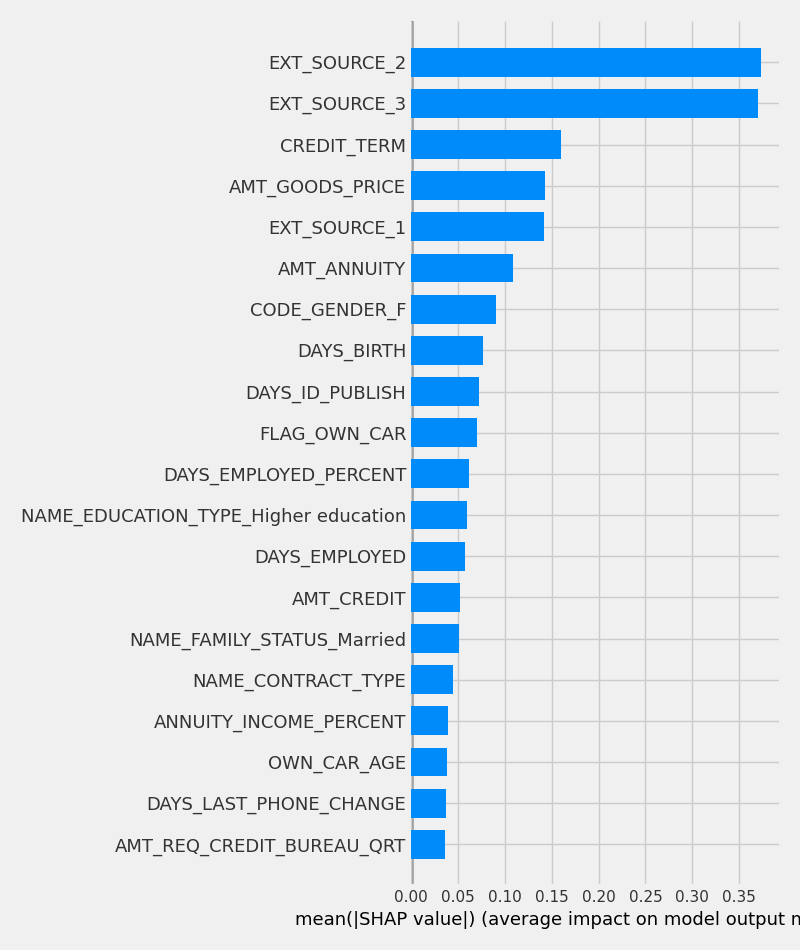 EXT_SOURCE_2
EXT_SOURCE_3
CREDIT_TERM
AMT_GOODS_PRICE
EXT_SOURCE_1
AMT_ANNUITY
CODE_GENDER_F
DAYS_BIRTH
DAYS_ID_PUBLISH
FLAG_OWN_CAR
DAYS_EMPLOYED_PERCENT
NAME_EDUCATION_TYPE_Higher education
DAYS_EMPLOYED
AMT_CREDIT
NAME_FAMILY_STATUS_Married
NAME_CONTRACT_TYPE
ANNUITY_INCOME_PERCENT
OWN_CAR_AGE
DAYS_LAST_PHONE_CHANGE
AMT_REQ_CREDIT_BUREAU_QRT
0.00 0.05 0.10 0.15 0.20 0.25 0.30 0.35
mean(|SHAP value|) (average impact on model output